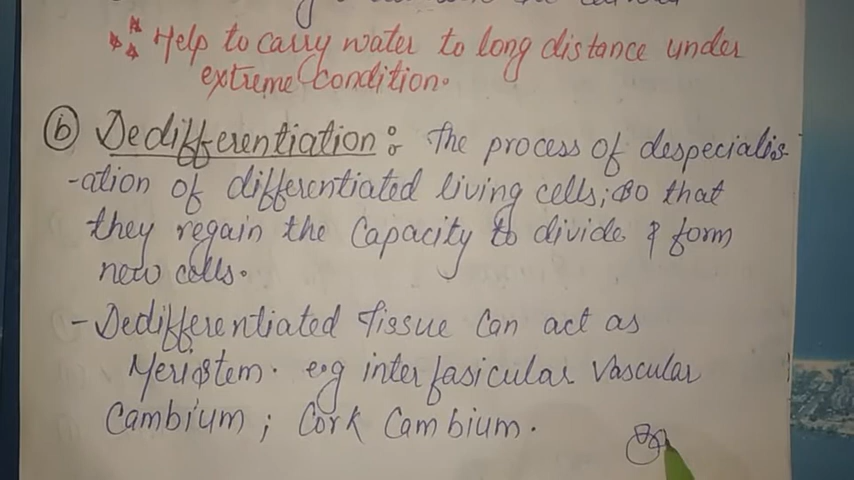 Help to carry water to long distance under
extreme condition.
(b) Dedifferentiation: The process of despecialis-
-ation of differentiated living cells; so that
they regain the Capacity to divide & form
new cells.
- Dedifferentiated Tissue Can act as
Meristem. e.g inter fasicular Vascular
Cambium; Cork Cambium.